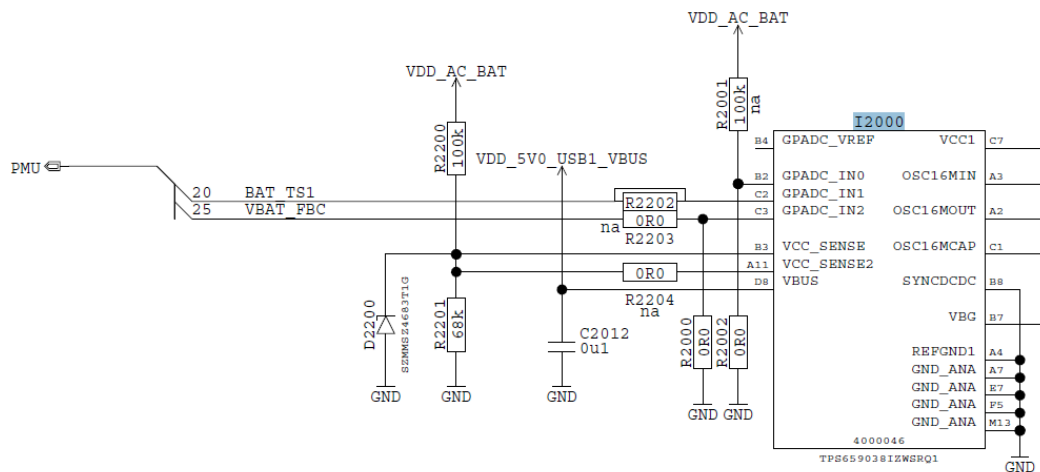 VDD_AC_BAT
VDD_AC_BAT
R2001
100k
na
I2000
R2200
100k
VDD_5V0_USB1_VBUS
PMU
20 BAT_TS1
25 VBAT_FBC
R2202
0R0
na
R2203
B4 GPADC_VREF VCC1 C7
B2 GPADC_IN0 OSC16MIN A3
C2 GPADC_IN1
C3 GPADC_IN2 OSC16MOUT A2
B3 VCC_SENSE OSC16MCAP C1
A11 VCC_SENSE2
D8 VBUS SYNCDCDC B8
VBG B7
REFGND1 A4
GND_ANA A7
GND_ANA E7
GND_ANA F5
GND_ANA M13
0R0
R2204
na
D2200
SZMMSZ4683T1G
R2201
68k
C2012
0u1
R2000
0R0
R2002
0R0
GND
GND
GND
GND
GND
GND
4000046
TPS659038IZWSRQ1